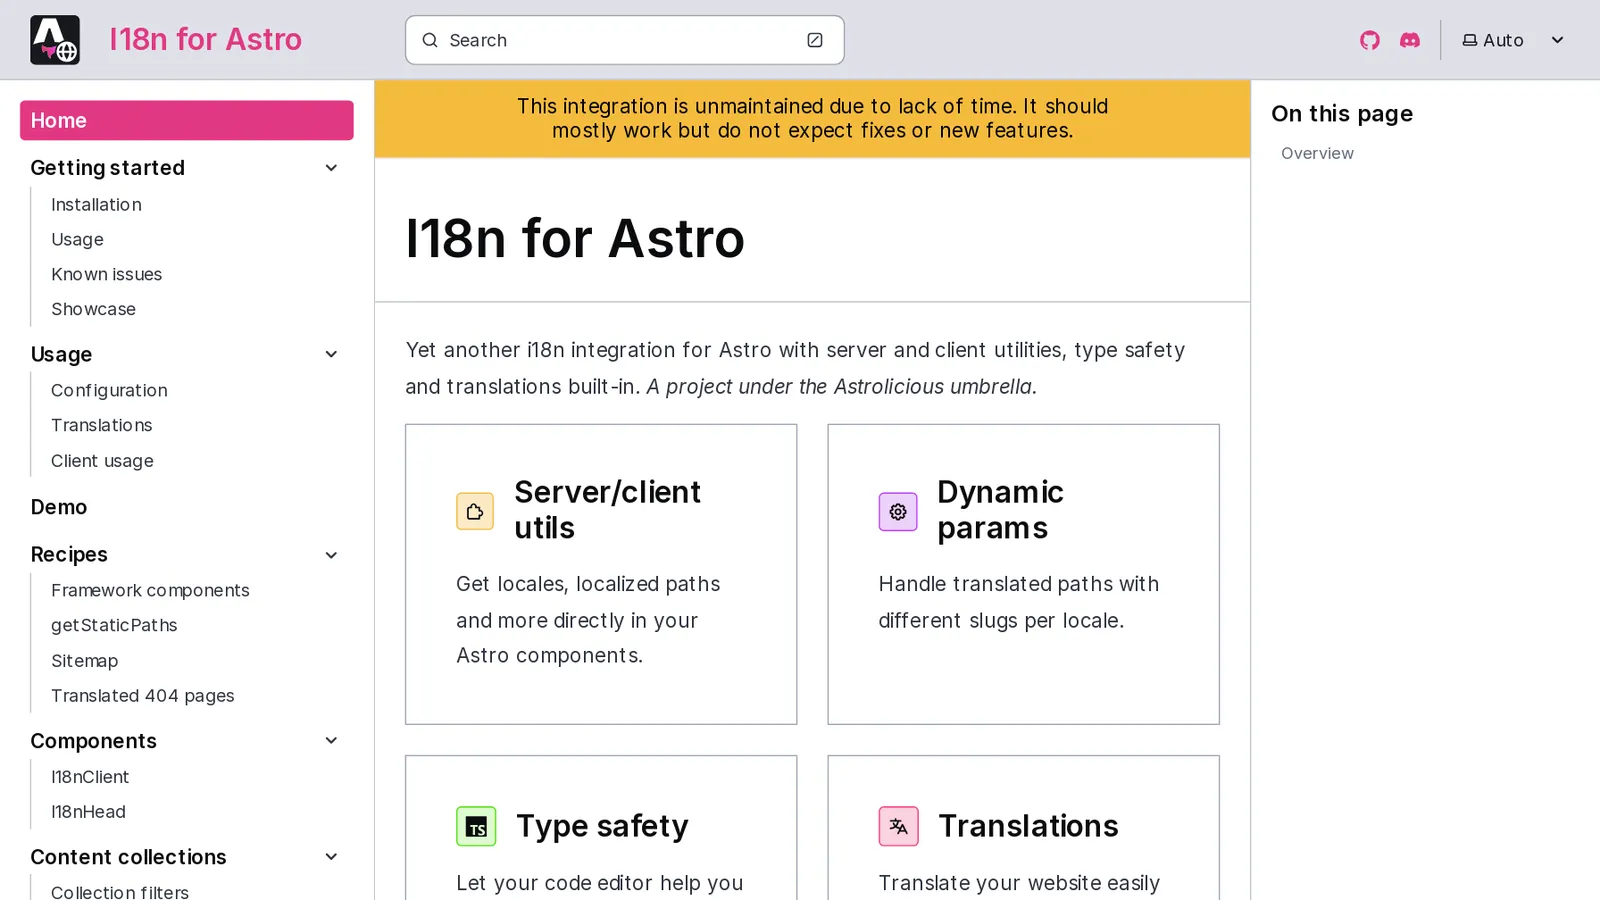 I18n for Astro
Search
Auto
Home
Getting started
Installation
Usage
Known issues
Showcase
Usage
Configuration
Translations
Client usage
Demo
Recipes
Framework components
getStaticPaths
Sitemap
Translated 404 pages
Components
I18nClient
I18nHead
Content collections
Collection filters
This integration is unmaintained due to lack of time. It should
mostly work but do not expect fixes or new features.
I18n for Astro
Yet another i18n integration for Astro with server and client utilities, type safety
and translations built-in. A project under the Astrolicious umbrella.
Server/client
utils
Get locales, localized paths
and more directly in your
Astro components.
Dynamic
params
Handle translated paths with
different slugs per locale.
TS
Type safety
Let your code editor help you
Translations
Translate your website easily
On this page
Overview